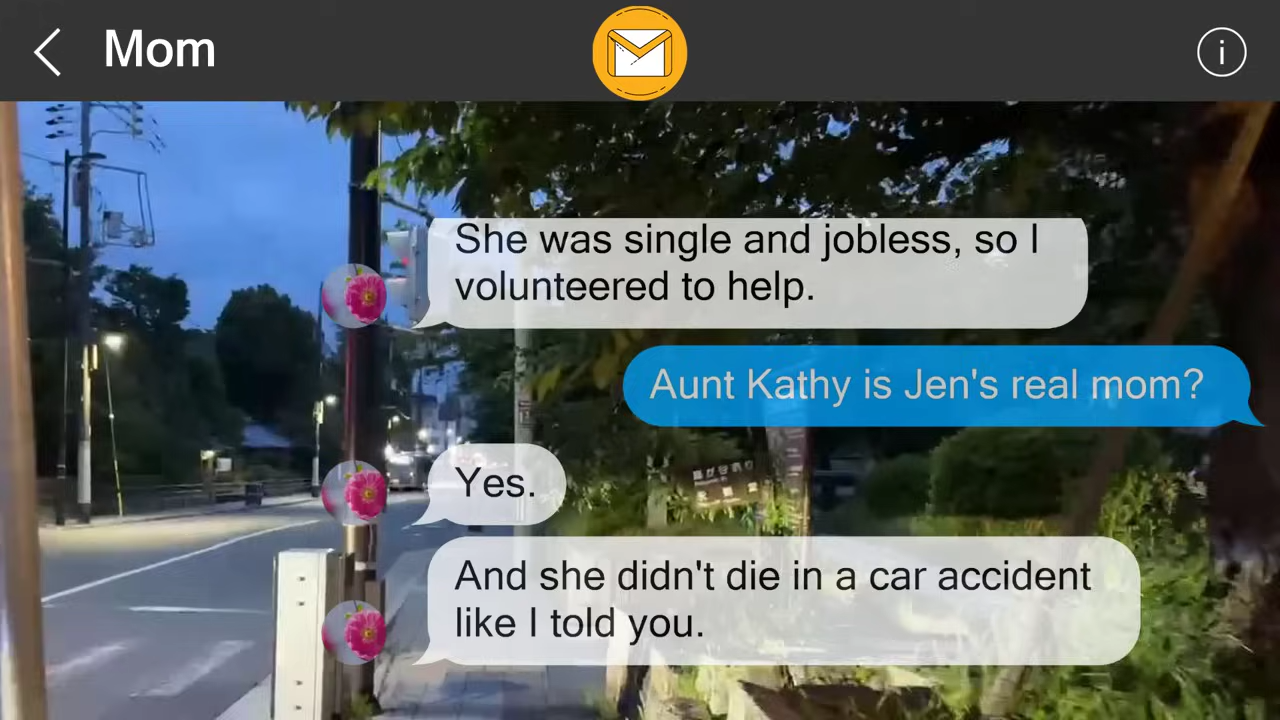 Mom
She was single and jobless, so I
volunteered to help.
Aunt Kathy is Jen's real mom?
Yes.
And she didn't die in a car accident
like I told you.